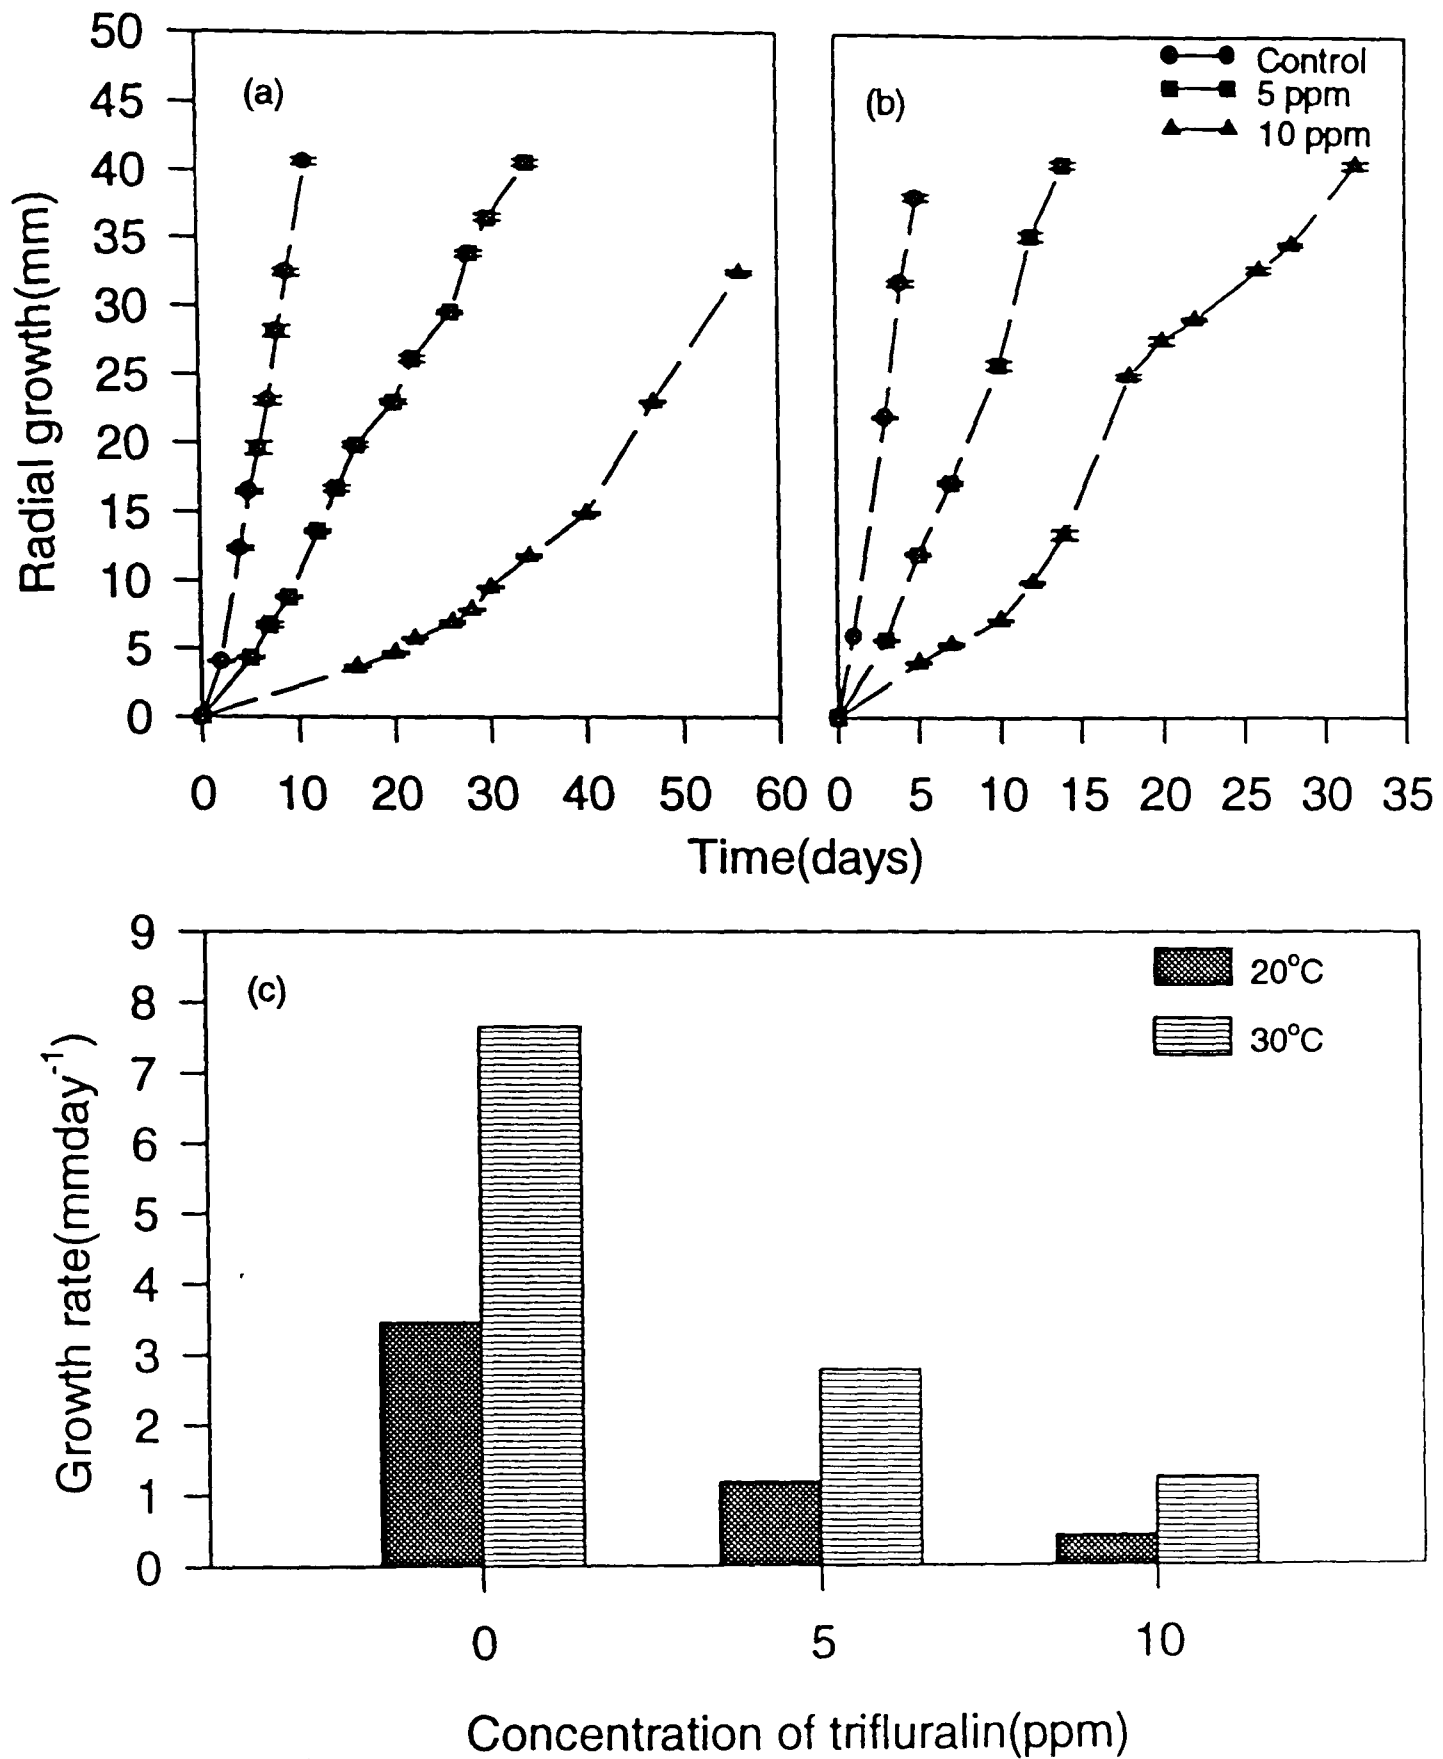 50
45
40
35
30
25
20
15
10
5
0
Radial growth(mm)
(a)
(b)
Control
5 ppm
10 ppm
0 10 20 30 40 50 60
0 5 10 15 20 25 30 35
Time(days)
9
8
7
6
5
4
3
2
1
0
Growth rate(mmday-1)
(c)
20°C
30°C
0 5 10
Concentration of trifluralin(ppm)